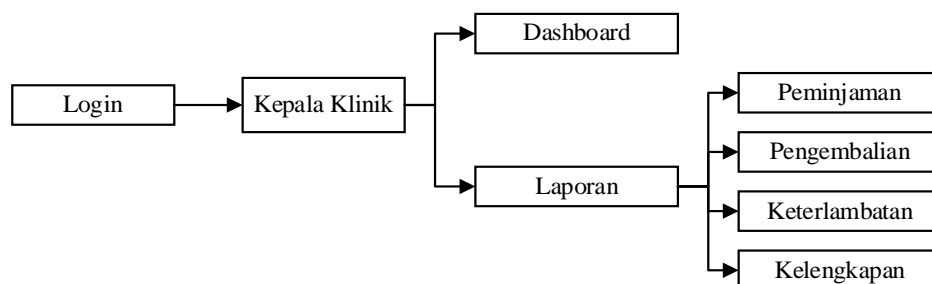 Login
Kepala Klinik
Dashboard
Laporan
Peminjaman
Pengembalian
Keterlambatan
Kelengkapan